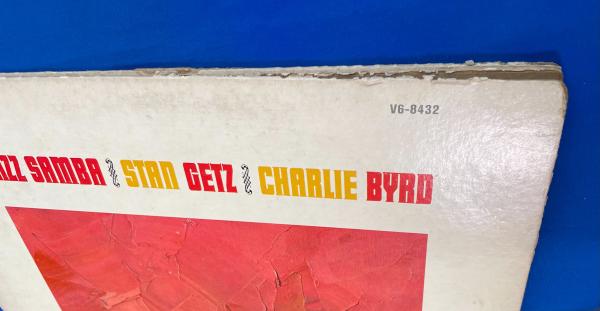 V6-8432
ZZ SAMBA STAN GETZ CHARLIE BYRD